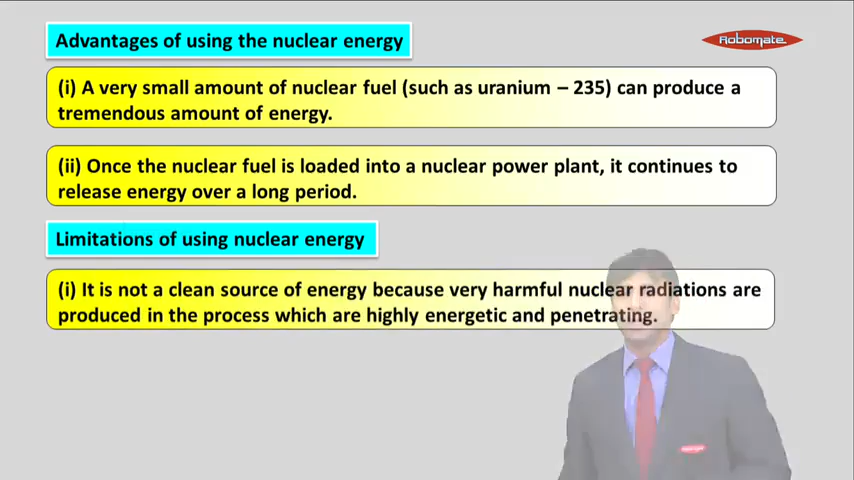 Advantages of using the nuclear energy
Robomate
(i) A very small amount of nuclear fuel (such as uranium – 235) can produce a
tremendous amount of energy.
(ii) Once the nuclear fuel is loaded into a nuclear power plant, it continues to
release energy over a long period.
Limitations of using nuclear energy
(i) It is not a clean source of energy because very harmful nuclear radiations are
produced in the process which are highly energetic and penetrating.